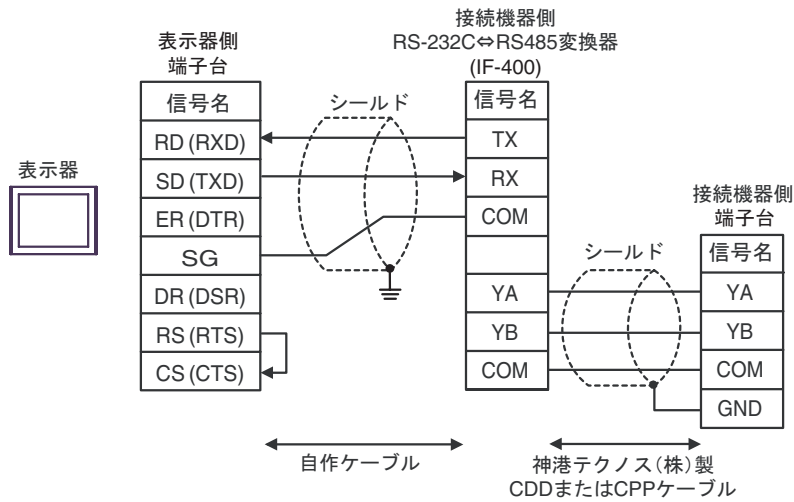 表示器
表示器側
端子台
信号名
RD (RXD)
SD (TXD)
ER (DTR)
SG
DR (DSR)
RS (RTS)
CS (CTS)
シールド
接続機器側
RS-232C⇔RS485変換器
(IF-400)
信号名
TX
RX
COM
YA
YB
COM
シールド
接続機器側
端子台
信号名
YA
YB
COM
GND
自作ケーブル
神港テクノス(株)製
CDDまたはCPPケーブル